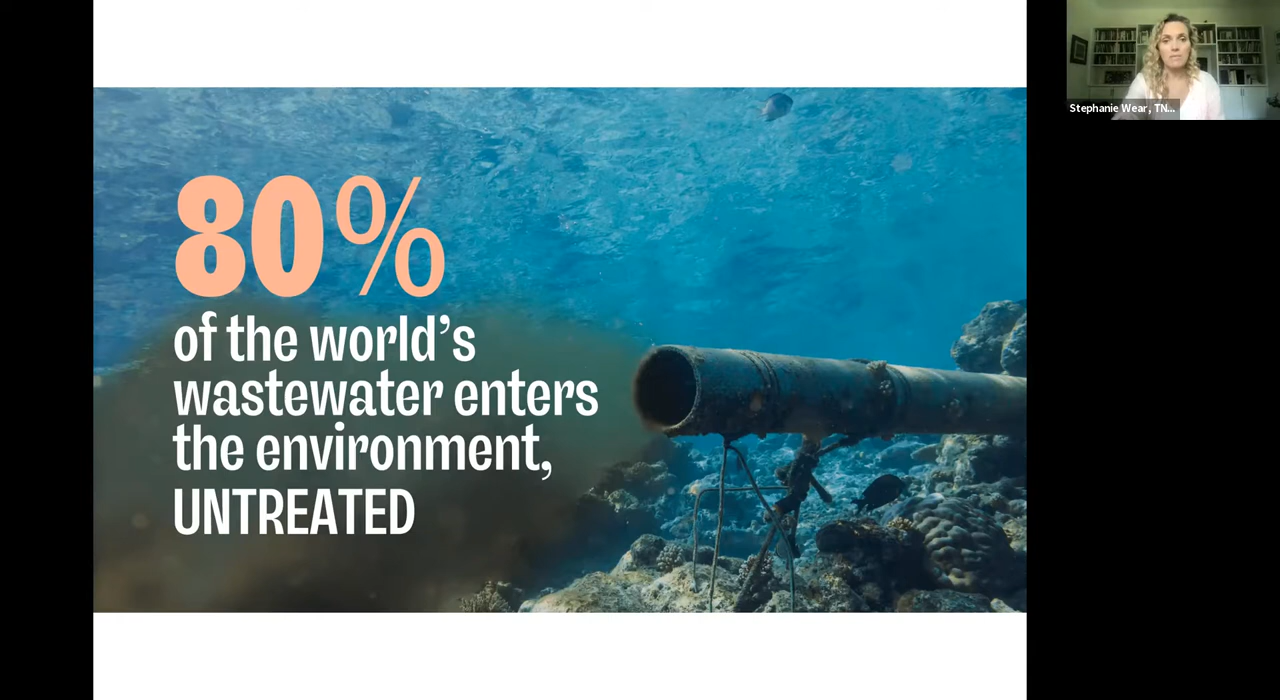 80%
of the world's
wastewater enters
the environment,
UNTREATED
Stephanie Wear, TN...